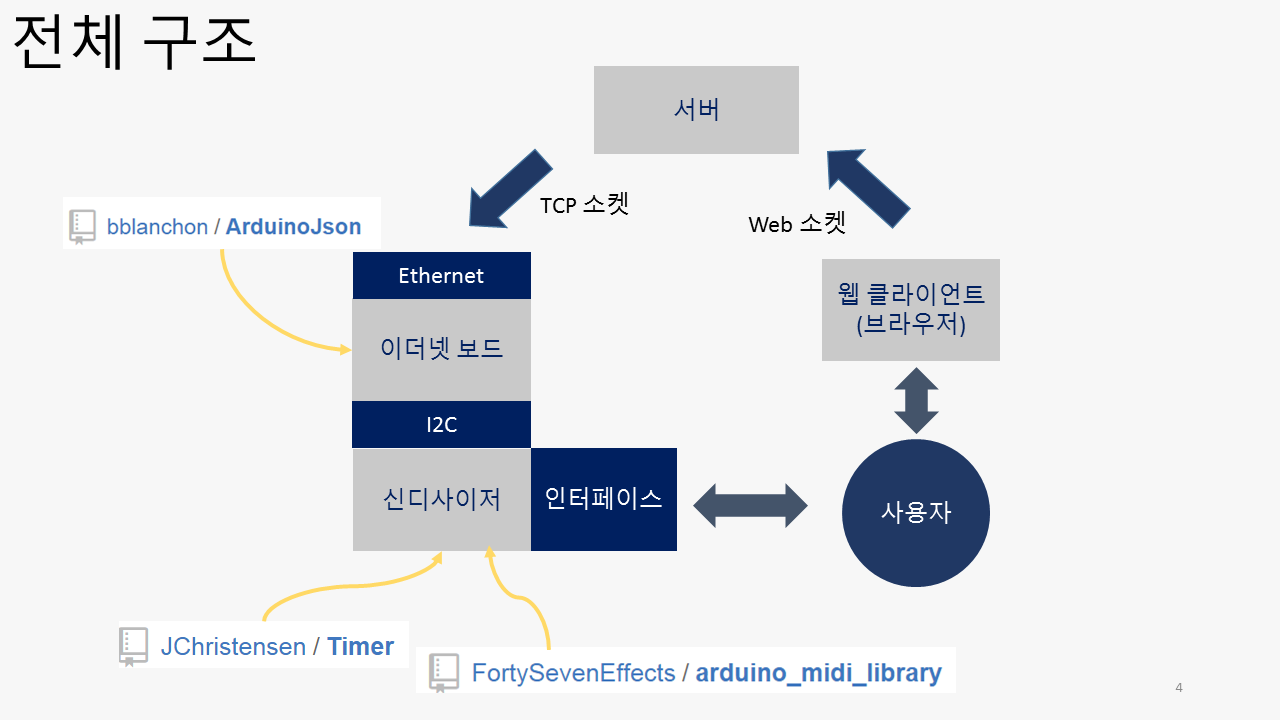 전체 구조
서버
TCP 소켓
Web 소켓
bblanchon / ArduinoJson
Ethernet
웹 클라이언트
(브라우저)
이더넷 보드
I2C
신디사이저
인터페이스
사용자
JChristensen / Timer
FortySevenEffects / arduino_midi_library
4